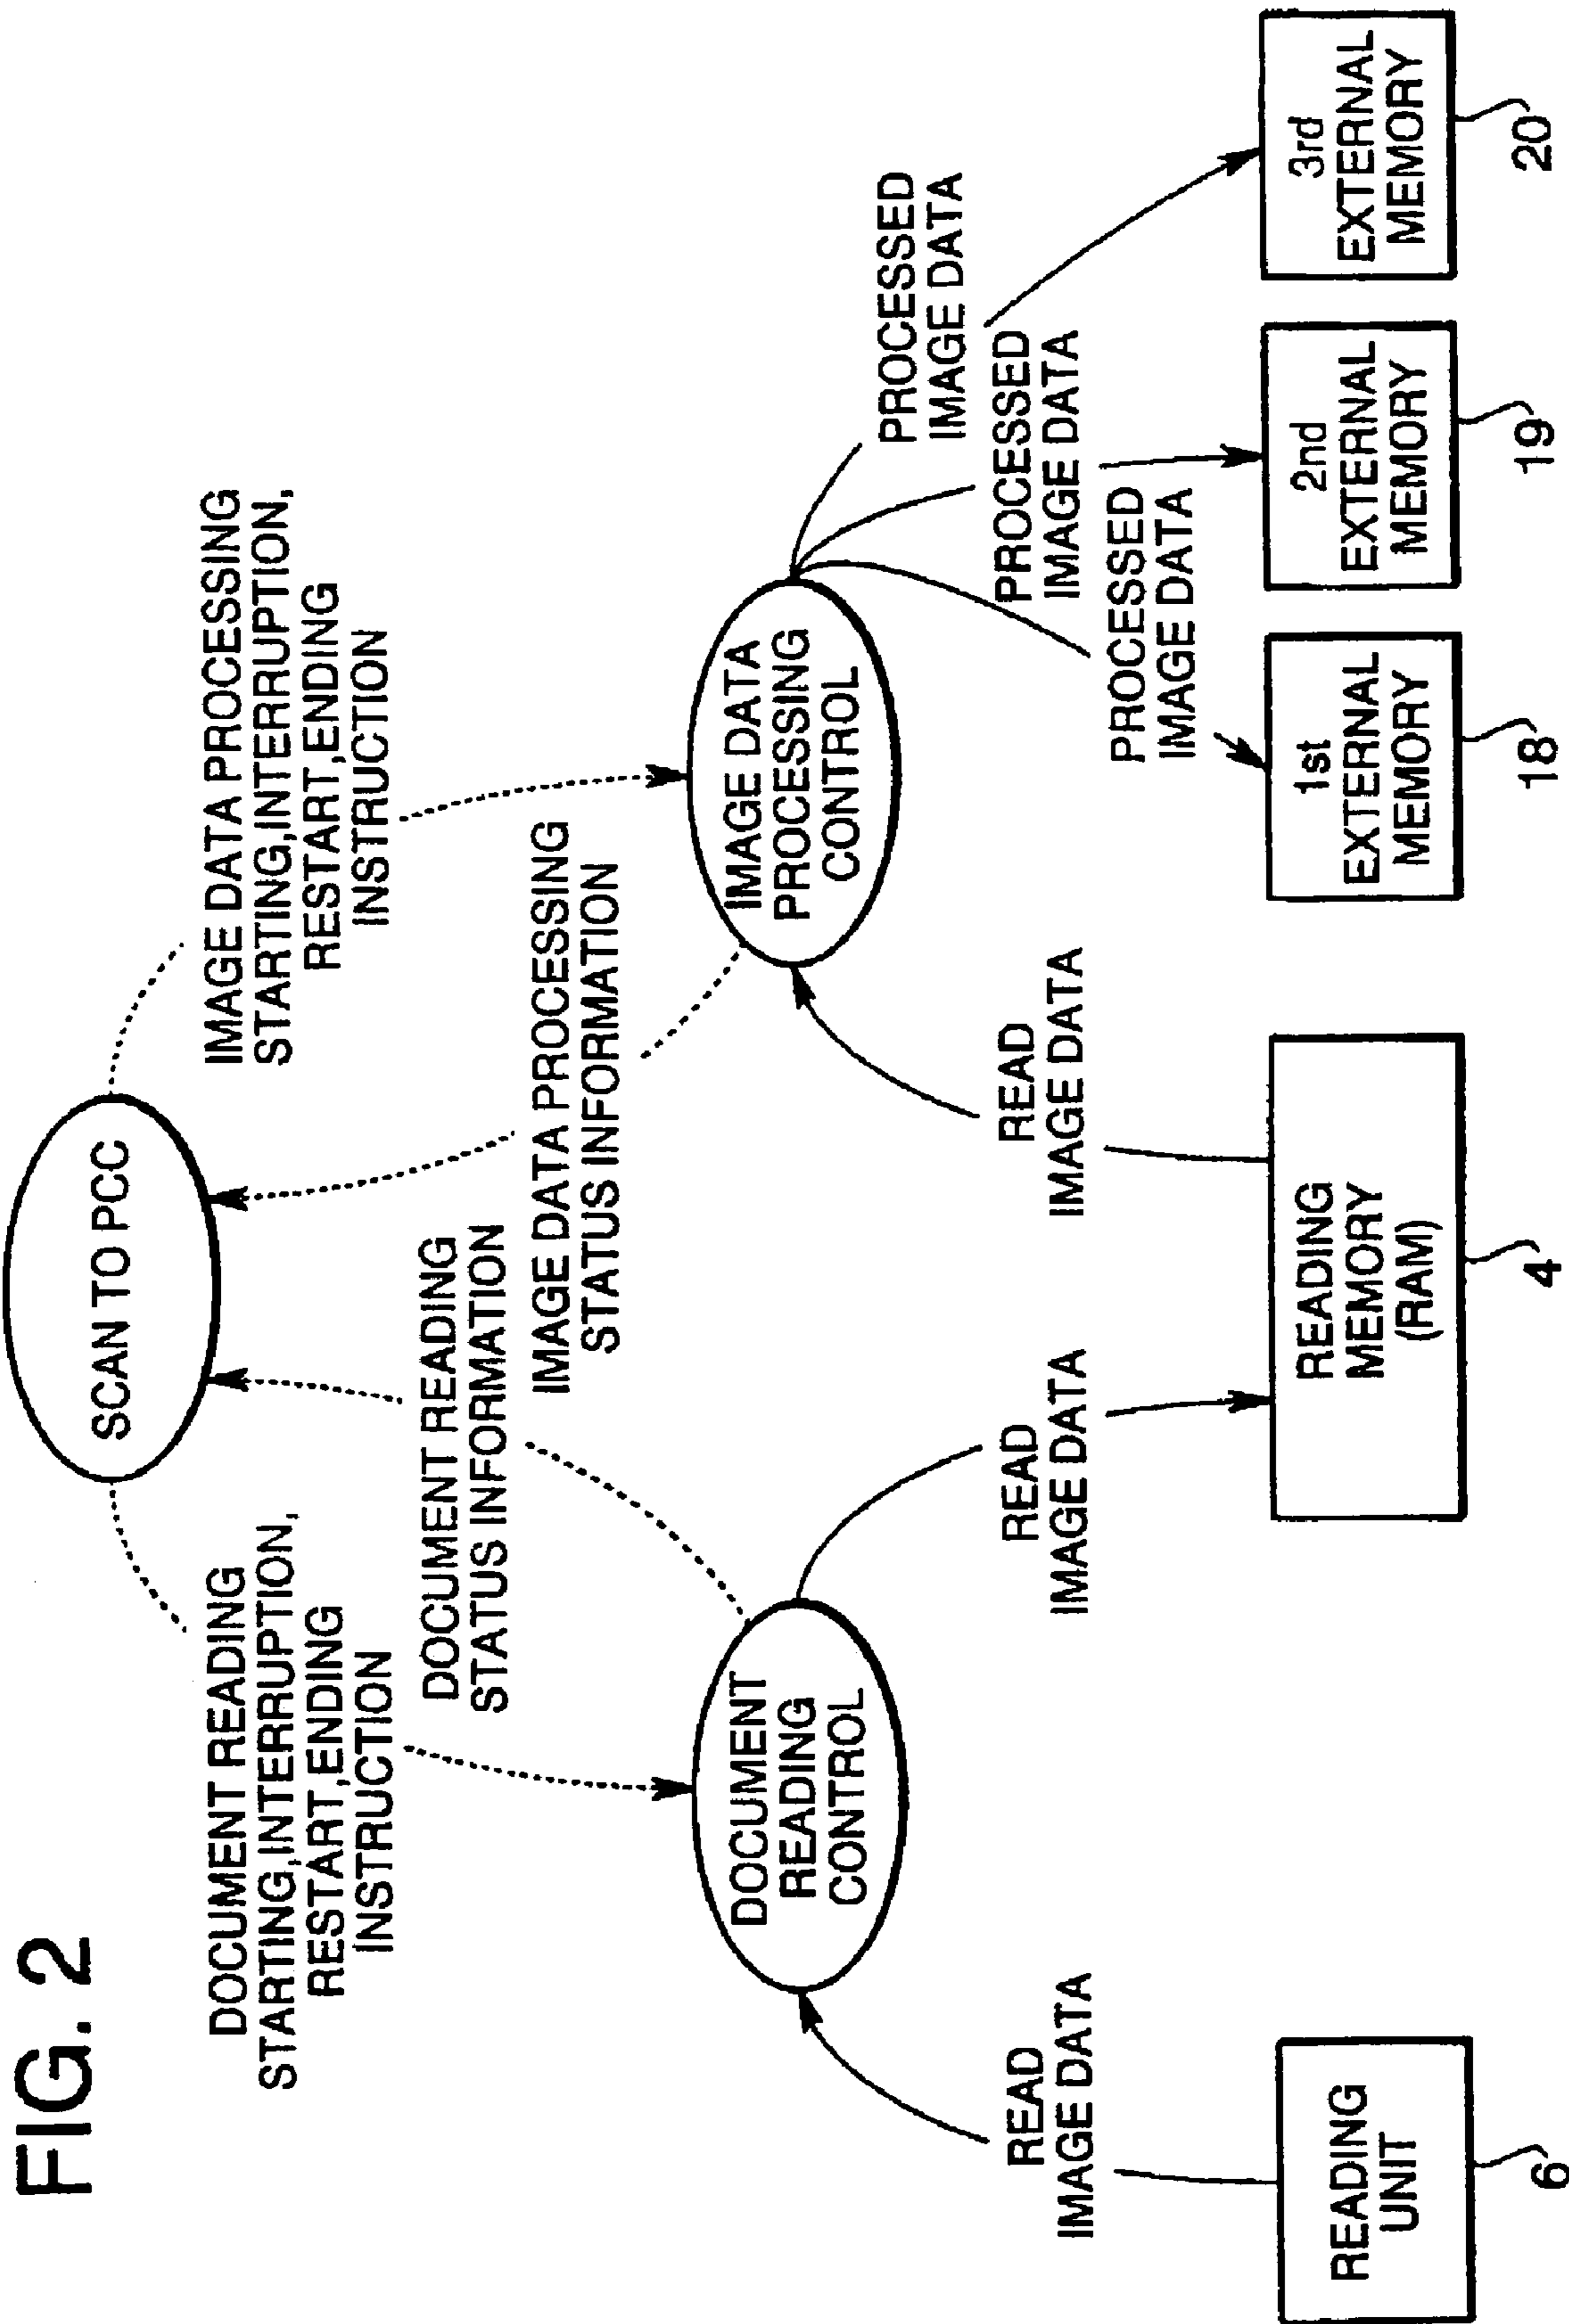 FIG. 2
SCAN TO PCC
DOCUMENT READING
STARTING,INTERRUPTION,
RESTART,ENDING
INSTRUCTION
IMAGE DATA PROCESSING
STARTING,INTERRUPTION,
RESTART,ENDING
INSTRUCTION
DOCUMENT READING
STATUS INFORMATION
IMAGE DATA PROCESSING
STATUS INFORMATION
DOCUMENT
READING
CONTROL
IMAGE DATA
PROCESSING
CONTROL
READ
IMAGE DATA
READ
IMAGE DATA
READ
IMAGE DATA
PROCESSED
IMAGE DATA
PROCESSED
IMAGE DATA
PROCESSED
IMAGE DATA
READING
UNIT
6
READING
MEMORY
(RAM)
4
1st
EXTERNAL
MEMORY
18
2nd
EXTERNAL
MEMORY
19
3rd
EXTERNAL
MEMORY
20